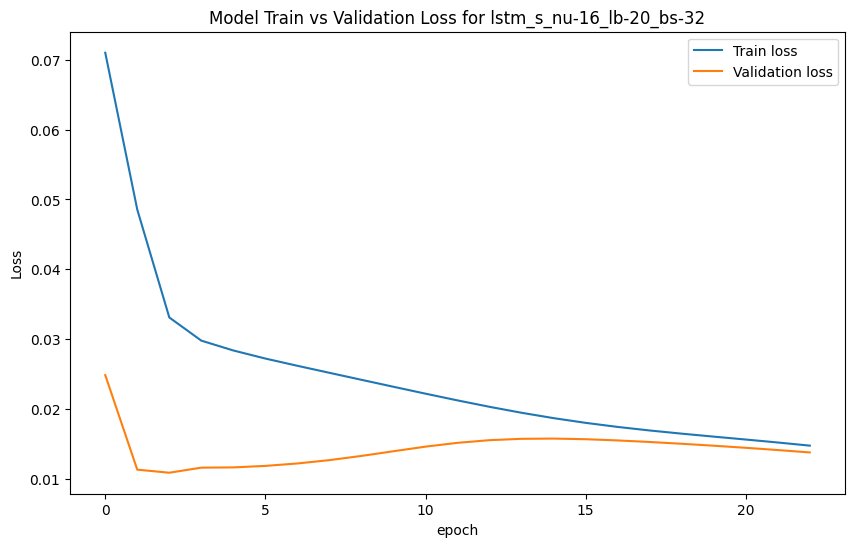 Model Train vs Validation Loss for lstm_s_nu-16_lb-20_bs-32
Train loss
Validation loss
Loss
0.07
0.06
0.05
0.04
0.03
0.02
0.01
0 5 10 15 20
epoch